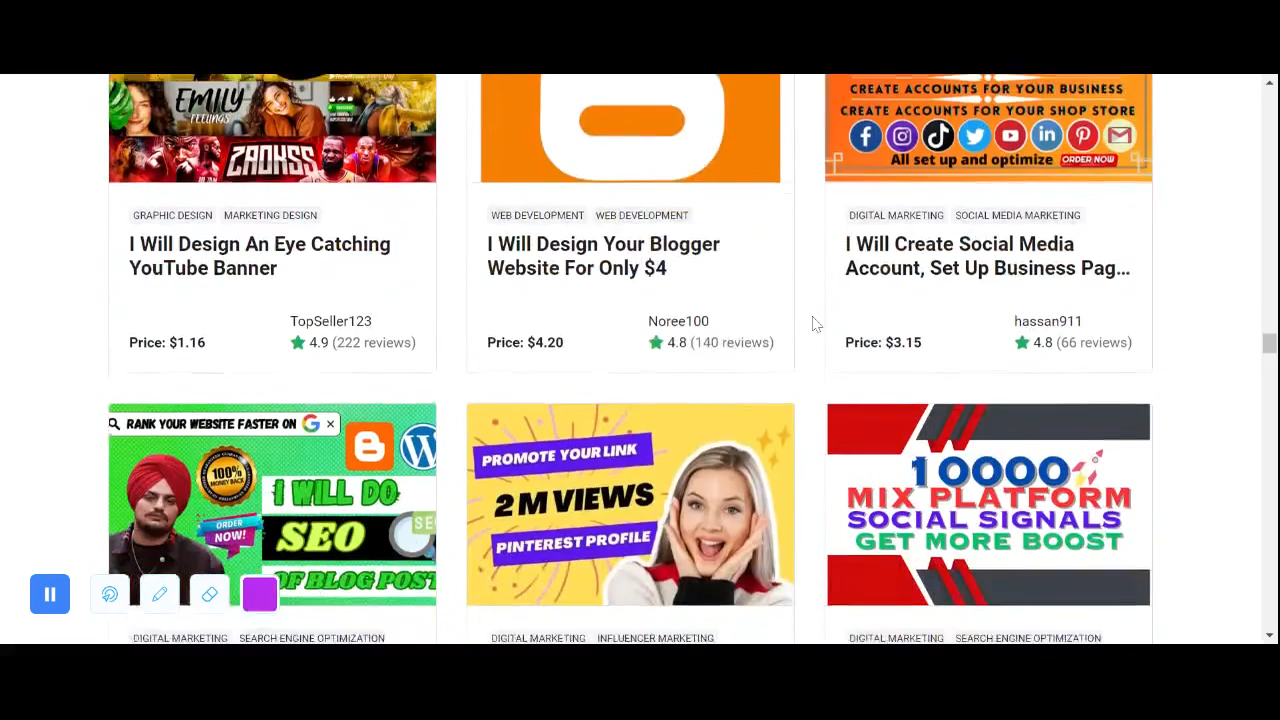 EMILY
FEELINGS
ZAOKSS
CREATE ACCOUNTS FOR YOUR BUSINESS
CREATE ACCOUNTS FOR YOUR SHOP STORE
All set up and optimize ORDER NOW
GRAPHIC DESIGN MARKETING DESIGN
I Will Design An Eye Catching
YouTube Banner
TopSeller123
Price: $1.16 4.9 (222 reviews)
WEB DEVELOPMENT WEB DEVELOPMENT
I Will Design Your Blogger
Website For Only $4
Noree100
Price: $4.20 4.8 (140 reviews)
DIGITAL MARKETING SOCIAL MEDIA MARKETING
I Will Create Social Media
Account, Set Up Business Pag...
hassan911
Price: $3.15 4.8 (66 reviews)
RANK YOUR WEBSITE FASTER ON G ×
100%
MONEY BACK
ORDER
NOW!
I WILL DO
SEO
SEO
OF BLOG POST
DIGITAL MARKETING SEARCH ENGINE OPTIMIZATION
PROMOTE YOUR LINK
2M VIEWS
PINTEREST PROFILE
DIGITAL MARKETING INFLUENCER MARKETING
10000
MIX PLATFORM
SOCIAL SIGNALS
GET MORE BOOST
DIGITAL MARKETING SEARCH ENGINE OPTIMIZATION